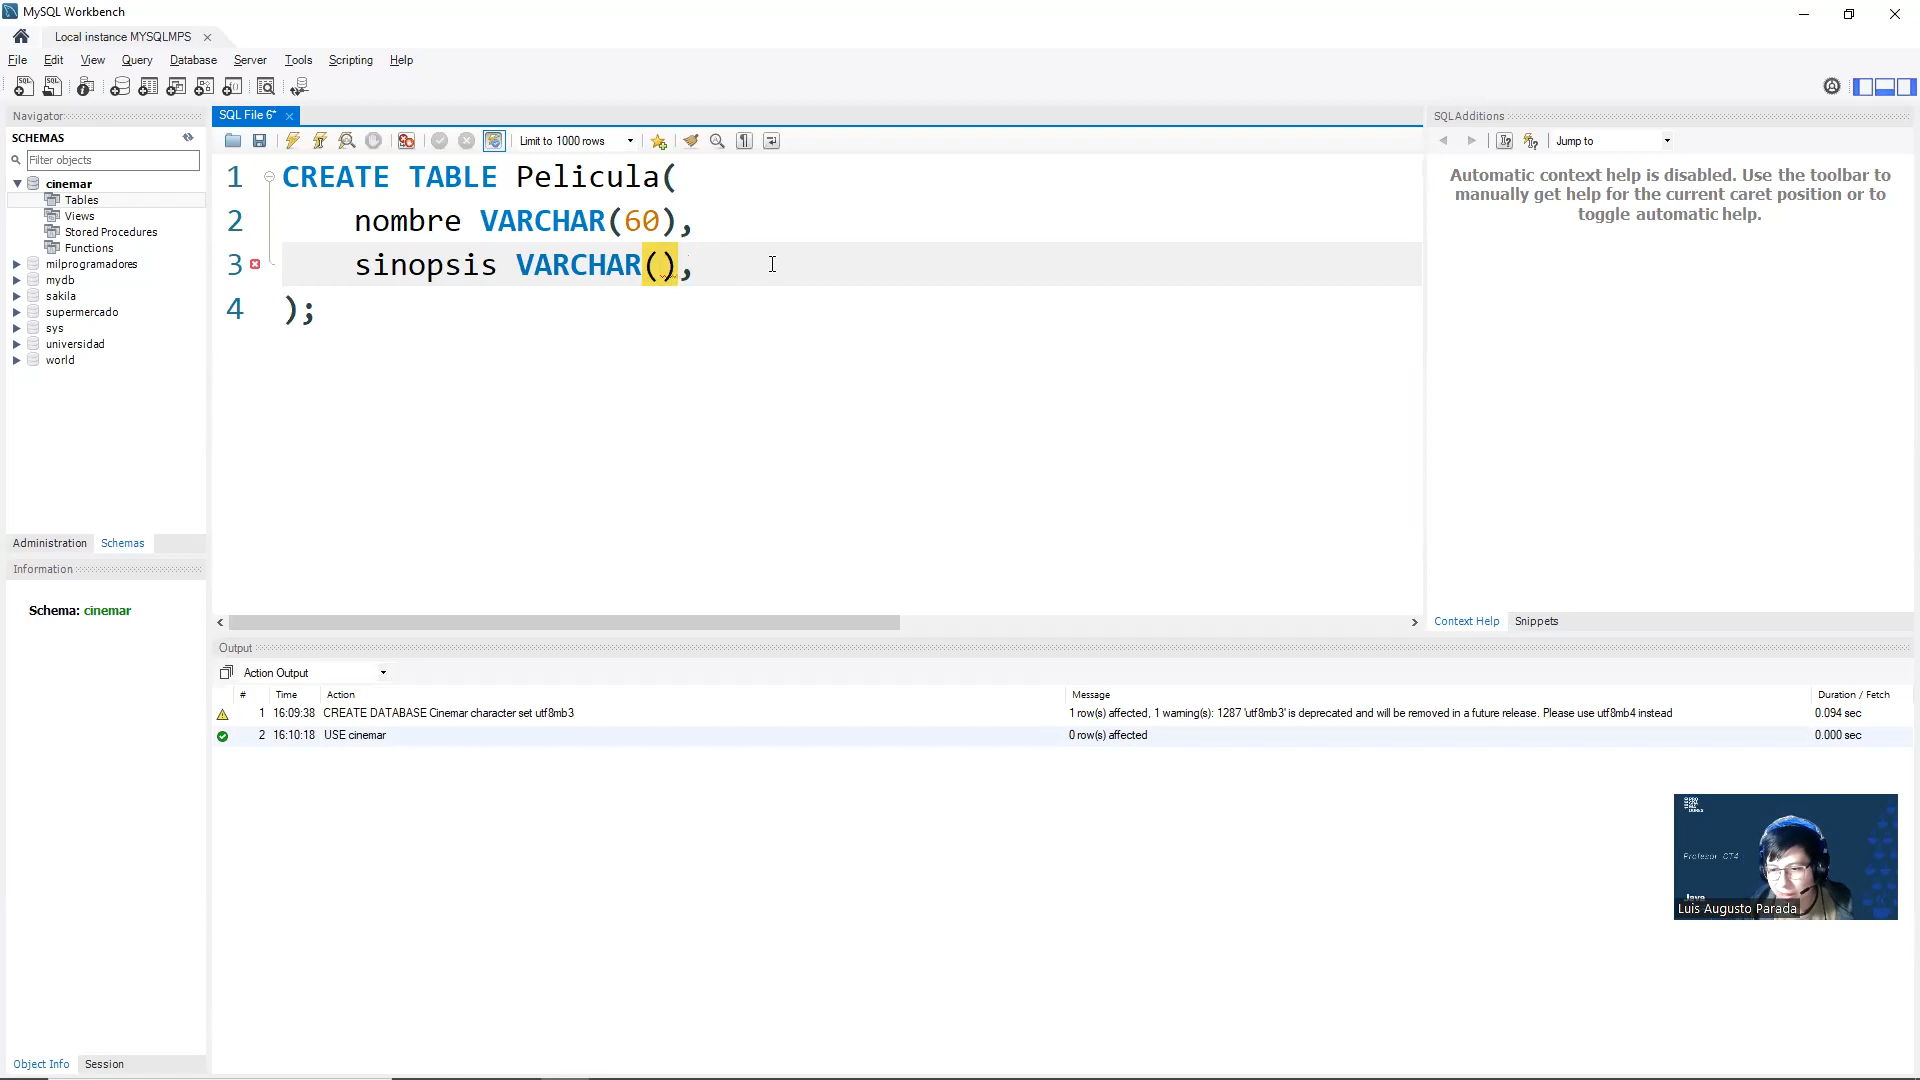 MySQL Workbench
Local instance MYSQLMPS
File Edit View Query Database Server Tools Scripting Help
Navigator
SCHEMAS
Filter objects
cinemar
Tables
Views
Stored Procedures
Functions
milprogramadores
mydb
sakila
supermercado
sys
universidad
world
Administration Schemas
Information
Schema: cinemar
Object Info Session
SQL File 6*
Limit to 1000 rows
1 CREATE TABLE Pelicula(
2 nombre VARCHAR(60),
3 sinopsis VARCHAR(),
4 );
SQLAdditions
Jump to
Automatic context help is disabled. Use the toolbar to
manually get help for the current caret position or to
toggle automatic help.
Context Help Snippets
Output
Action Output
# Time Action Message Duration / Fetch
1 16:09:38 CREATE DATABASE Cinemar character set utf8mb3 1 row(s) affected, 1 warning(s): 1287 'utf8mb3' is deprecated and will be removed in a future release. Please use utf8mb4 instead 0.094 sec
2 16:10:18 USE cinemar 0 row(s) affected 0.000 sec
Profesor CT4
Java
Luis Augusto Parada